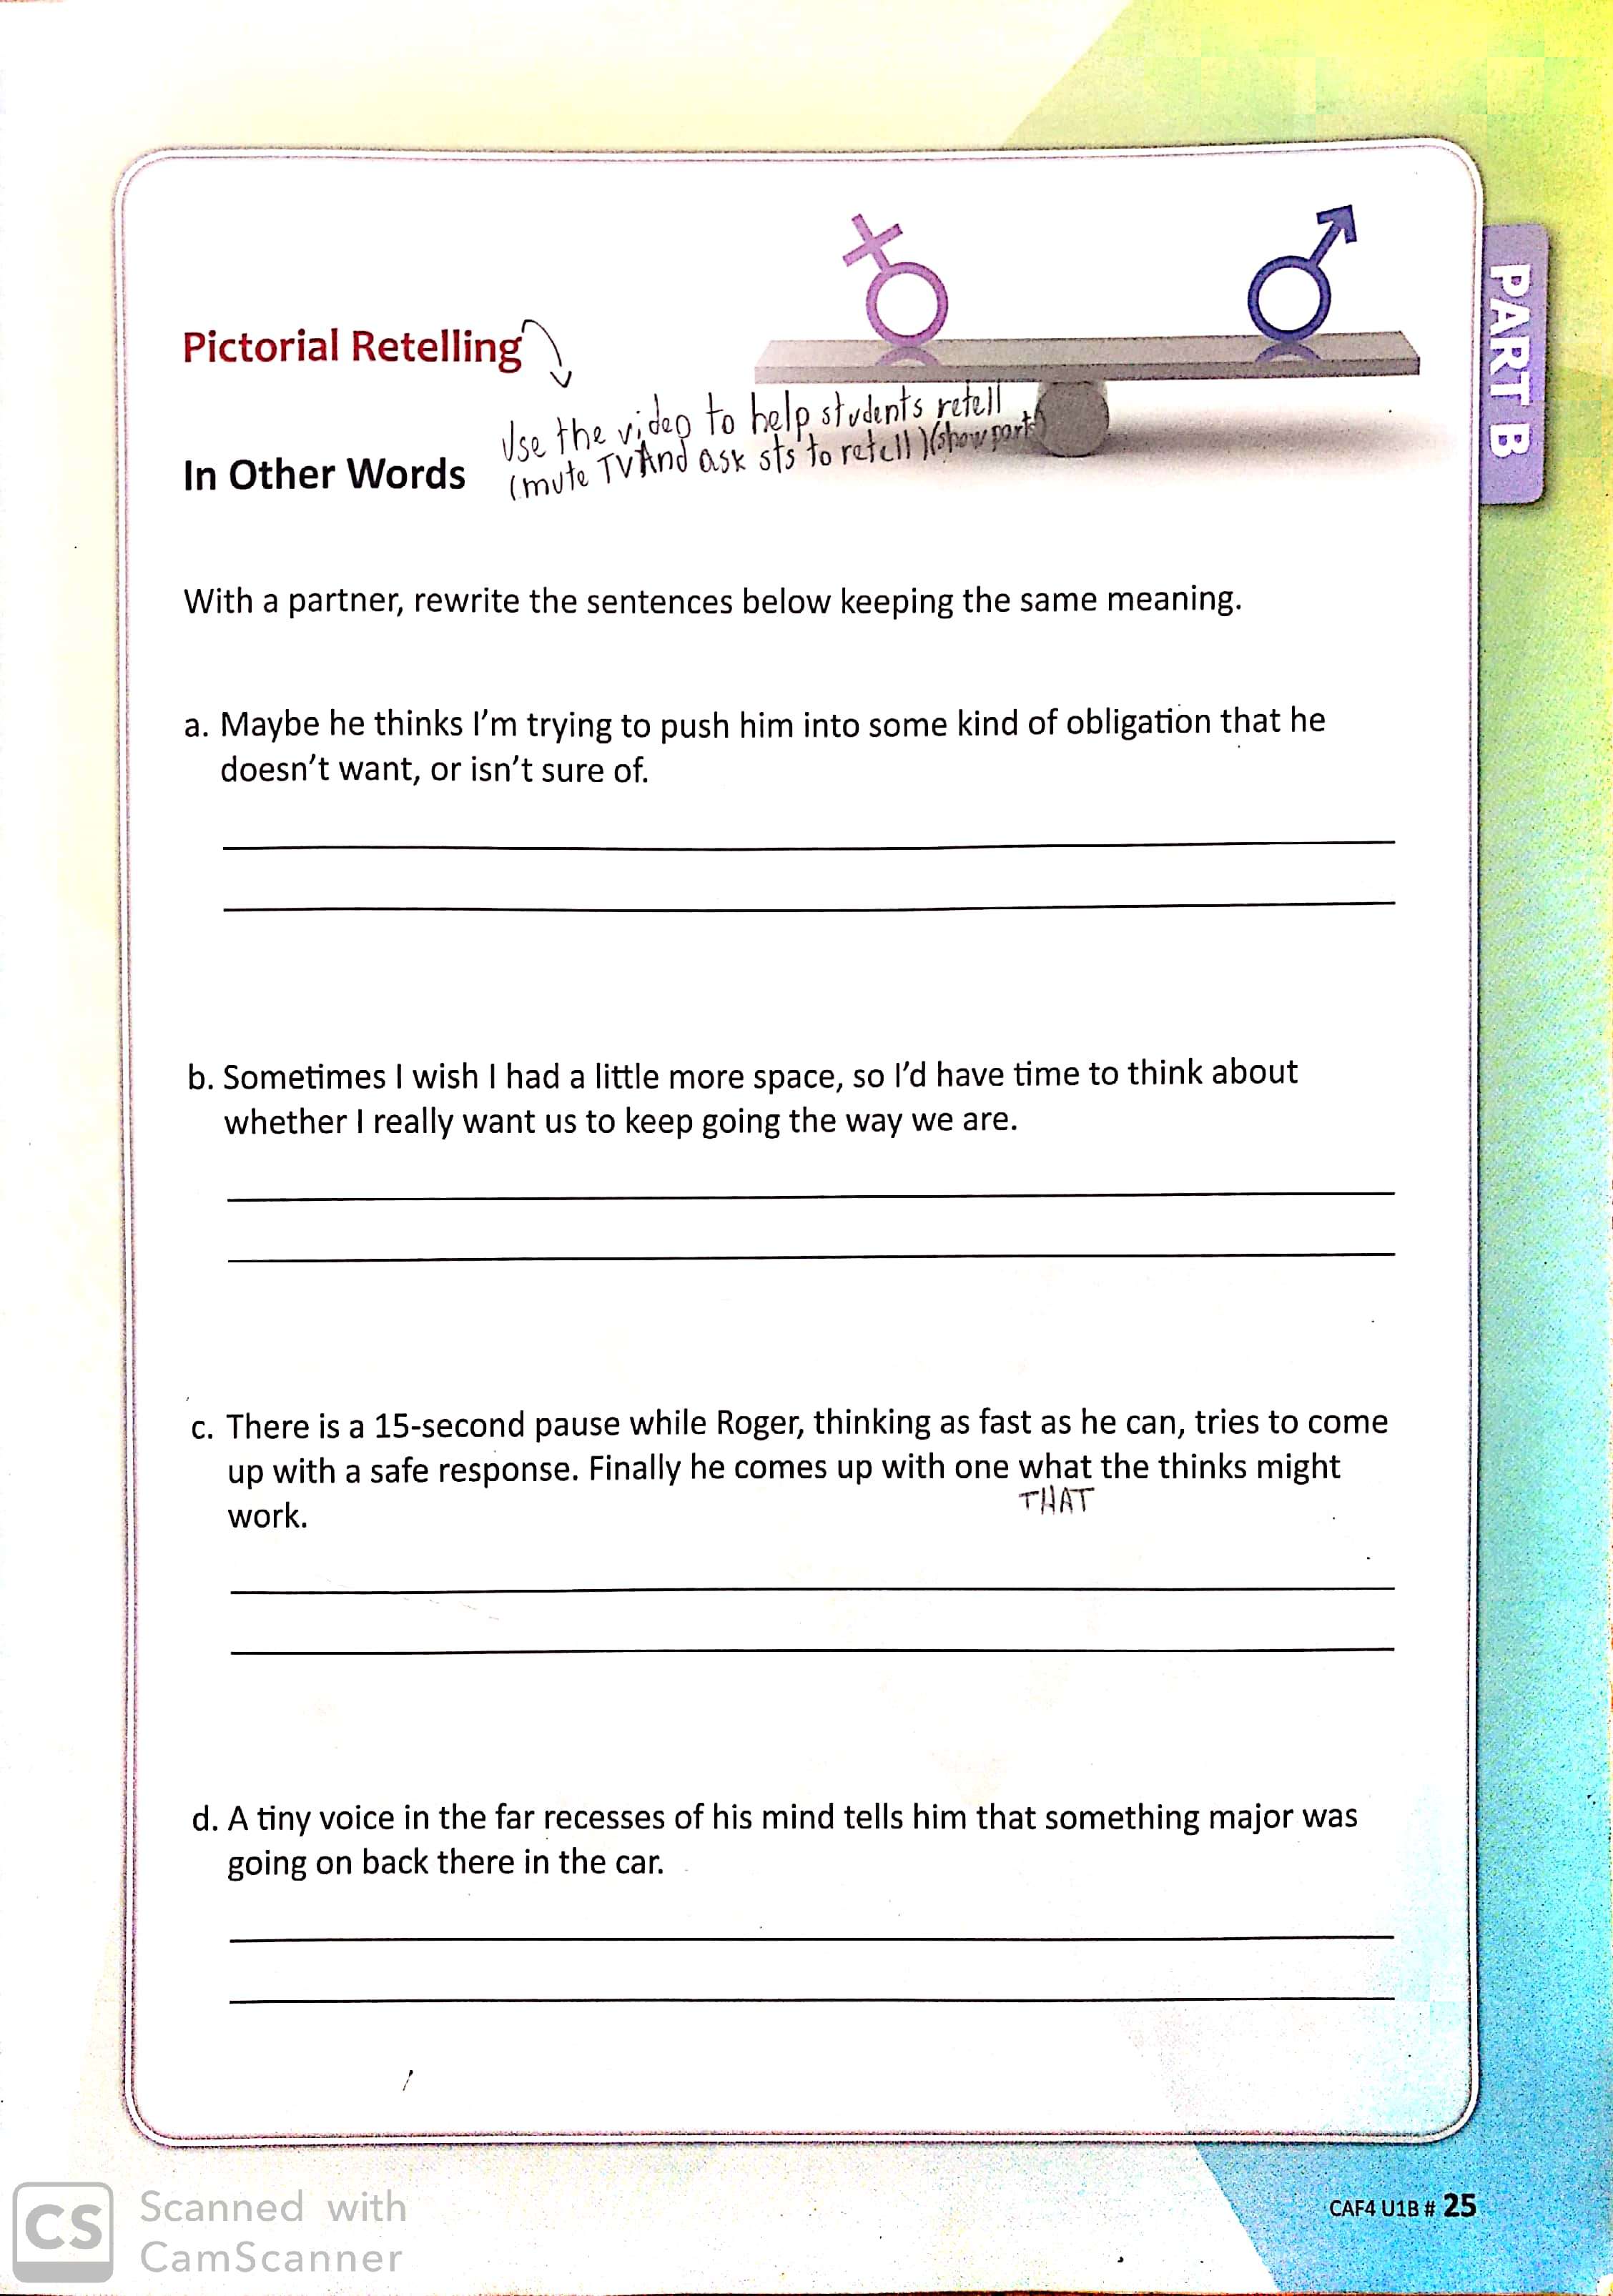 PART B
Pictorial Retelling
Use the video to help students retell
(mute TV And ask sts to retell) (show parts)
In Other Words
With a partner, rewrite the sentences below keeping the same meaning.
a. Maybe he thinks I'm trying to push him into some kind of obligation that he
doesn't want, or isn't sure of.
b. Sometimes I wish I had a little more space, so I'd have time to think about
whether I really want us to keep going the way we are.
c. There is a 15-second pause while Roger, thinking as fast as he can, tries to come
up with a safe response. Finally he comes up with one what the thinks might
THAT
work.
d. A tiny voice in the far recesses of his mind tells him that something major was
going on back there in the car.
CAF4 U1B # 25
CS Scanned with
CamScanner